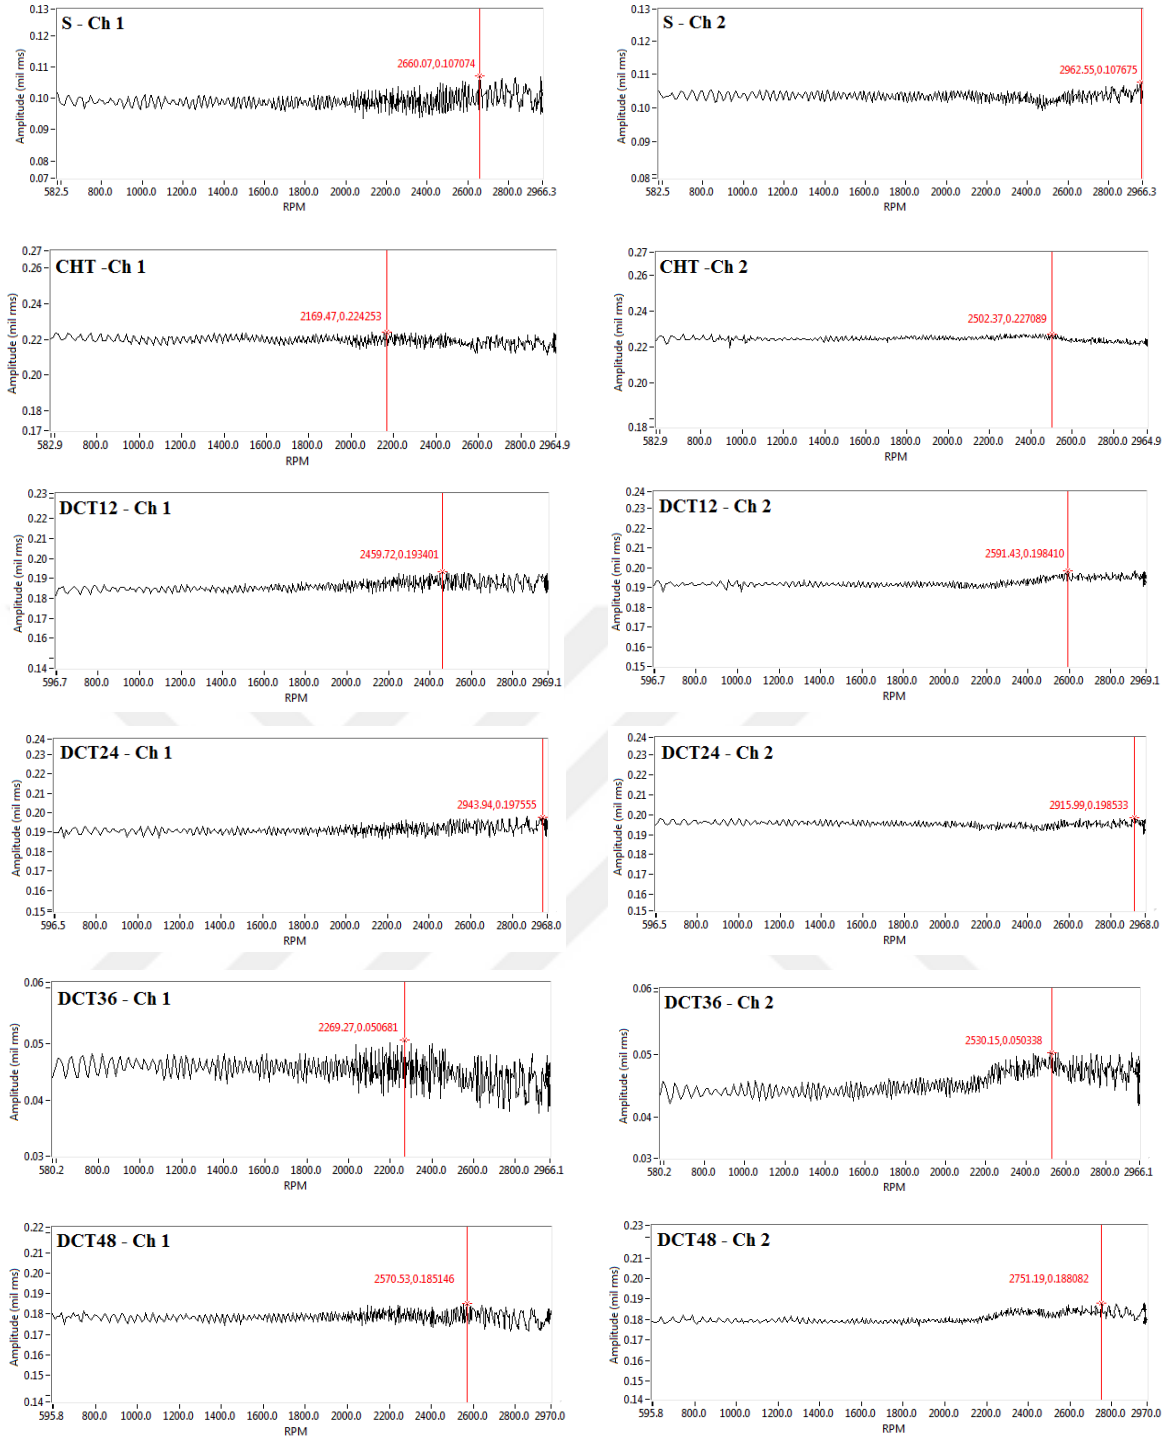 S - Ch 1
Amplitude (mil rms)
0.13
0.12
0.11
0.10
0.09
0.08
0.07
2660.07,0.107074
582.5 800.0 1000.0 1200.0 1400.0 1600.0 1800.0 2000.0 2200.0 2400.0 2600.0 2800.0 2966.3
RPM
S - Ch 2
Amplitude (mil rms)
0.13
0.12
0.11
0.10
0.09
0.08
2962.55,0.107675
582.5 800.0 1000.0 1200.0 1400.0 1600.0 1800.0 2000.0 2200.0 2400.0 2600.0 2800.0 2966.3
RPM
CHT -Ch 1
Amplitude (mil rms)
0.27
0.26
0.24
0.22
0.20
0.18
0.17
2169.47,0.224253
582.9 800.0 1000.0 1200.0 1400.0 1600.0 1800.0 2000.0 2200.0 2400.0 2600.0 2800.0 2964.9
RPM
CHT -Ch 2
Amplitude (mil rms)
0.27
0.26
0.24
0.22
0.20
0.18
2502.37,0.227089
582.9 800.0 1000.0 1200.0 1400.0 1600.0 1800.0 2000.0 2200.0 2400.0 2600.0 2800.0 2964.9
RPM
DCT12 - Ch 1
Amplitude (mil rms)
0.23
0.22
0.21
0.20
0.19
0.18
0.17
0.16
0.14
2459.72,0.193401
596.7 800.0 1000.0 1200.0 1400.0 1600.0 1800.0 2000.0 2200.0 2400.0 2600.0 2800.0 2969.1
RPM
DCT12 - Ch 2
Amplitude (mil rms)
0.24
0.23
0.22
0.21
0.20
0.19
0.18
0.17
0.16
0.15
2591.43,0.198410
596.7 800.0 1000.0 1200.0 1400.0 1600.0 1800.0 2000.0 2200.0 2400.0 2600.0 2800.0 2969.1
RPM
DCT24 - Ch 1
Amplitude (mil rms)
0.24
0.23
0.22
0.21
0.20
0.19
0.18
0.17
0.16
0.15
2943.94,0.197555
596.5 800.0 1000.0 1200.0 1400.0 1600.0 1800.0 2000.0 2200.0 2400.0 2600.0 2800.0 2968.0
RPM
DCT24 - Ch 2
Amplitude (mil rms)
0.24
0.23
0.22
0.21
0.20
0.19
0.18
0.17
0.16
0.15
2915.99,0.198533
596.5 800.0 1000.0 1200.0 1400.0 1600.0 1800.0 2000.0 2200.0 2400.0 2600.0 2800.0 2968.0
RPM
DCT36 - Ch 1
Amplitude (mil rms)
0.06
0.05
0.04
0.03
2269.27,0.050681
580.2 800.0 1000.0 1200.0 1400.0 1600.0 1800.0 2000.0 2200.0 2400.0 2600.0 2800.0 2966.1
RPM
DCT36 - Ch 2
Amplitude (mil rms)
0.06
0.05
0.04
0.03
2530.15,0.050338
580.2 800.0 1000.0 1200.0 1400.0 1600.0 1800.0 2000.0 2200.0 2400.0 2600.0 2800.0 2966.1
RPM
DCT48 - Ch 1
Amplitude (mil rms)
0.22
0.21
0.20
0.19
0.18
0.17
0.16
0.15
0.14
2570.53,0.185146
595.8 800.0 1000.0 1200.0 1400.0 1600.0 1800.0 2000.0 2200.0 2400.0 2600.0 2800.0 2970.0
RPM
DCT48 - Ch 2
Amplitude (mil rms)
0.23
0.21
0.20
0.19
0.18
0.17
0.16
0.15
0.14
2751.19,0.188082
595.8 800.0 1000.0 1200.0 1400.0 1600.0 1800.0 2000.0 2200.0 2400.0 2600.0 2800.0 2970.0
RPM